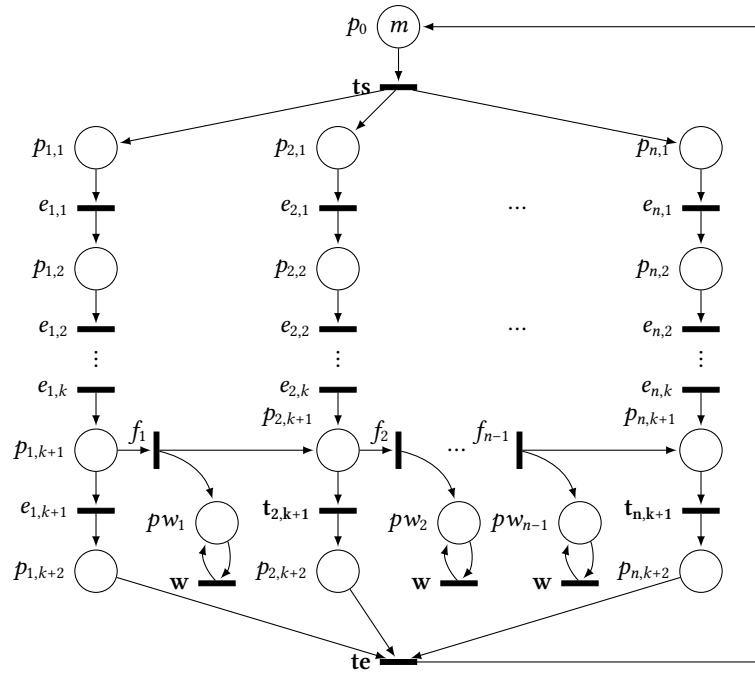 p₀ m
ts
p₁,₁ p₂,₁ pₙ,₁
e₁,₁ e₂,₁ ... eₙ,₁
p₁,₂ p₂,₂ pₙ,₂
e₁,₂ e₂,₂ ... eₙ,₂
⋮ ⋮ ⋮
e₁,ₖ e₂,ₖ eₙ,ₖ
p₁,ₖ₊₁ f₁ p₂,ₖ₊₁ f₂ ... fₙ₋₁ pₙ,ₖ₊₁
e₁,ₖ₊₁ pw₁ t₂,ₖ₊₁ pw₂ pwₙ₋₁ tₙ,ₖ₊₁
p₁,ₖ₊₂ w p₂,ₖ₊₂ w w pₙ,ₖ₊₂
te